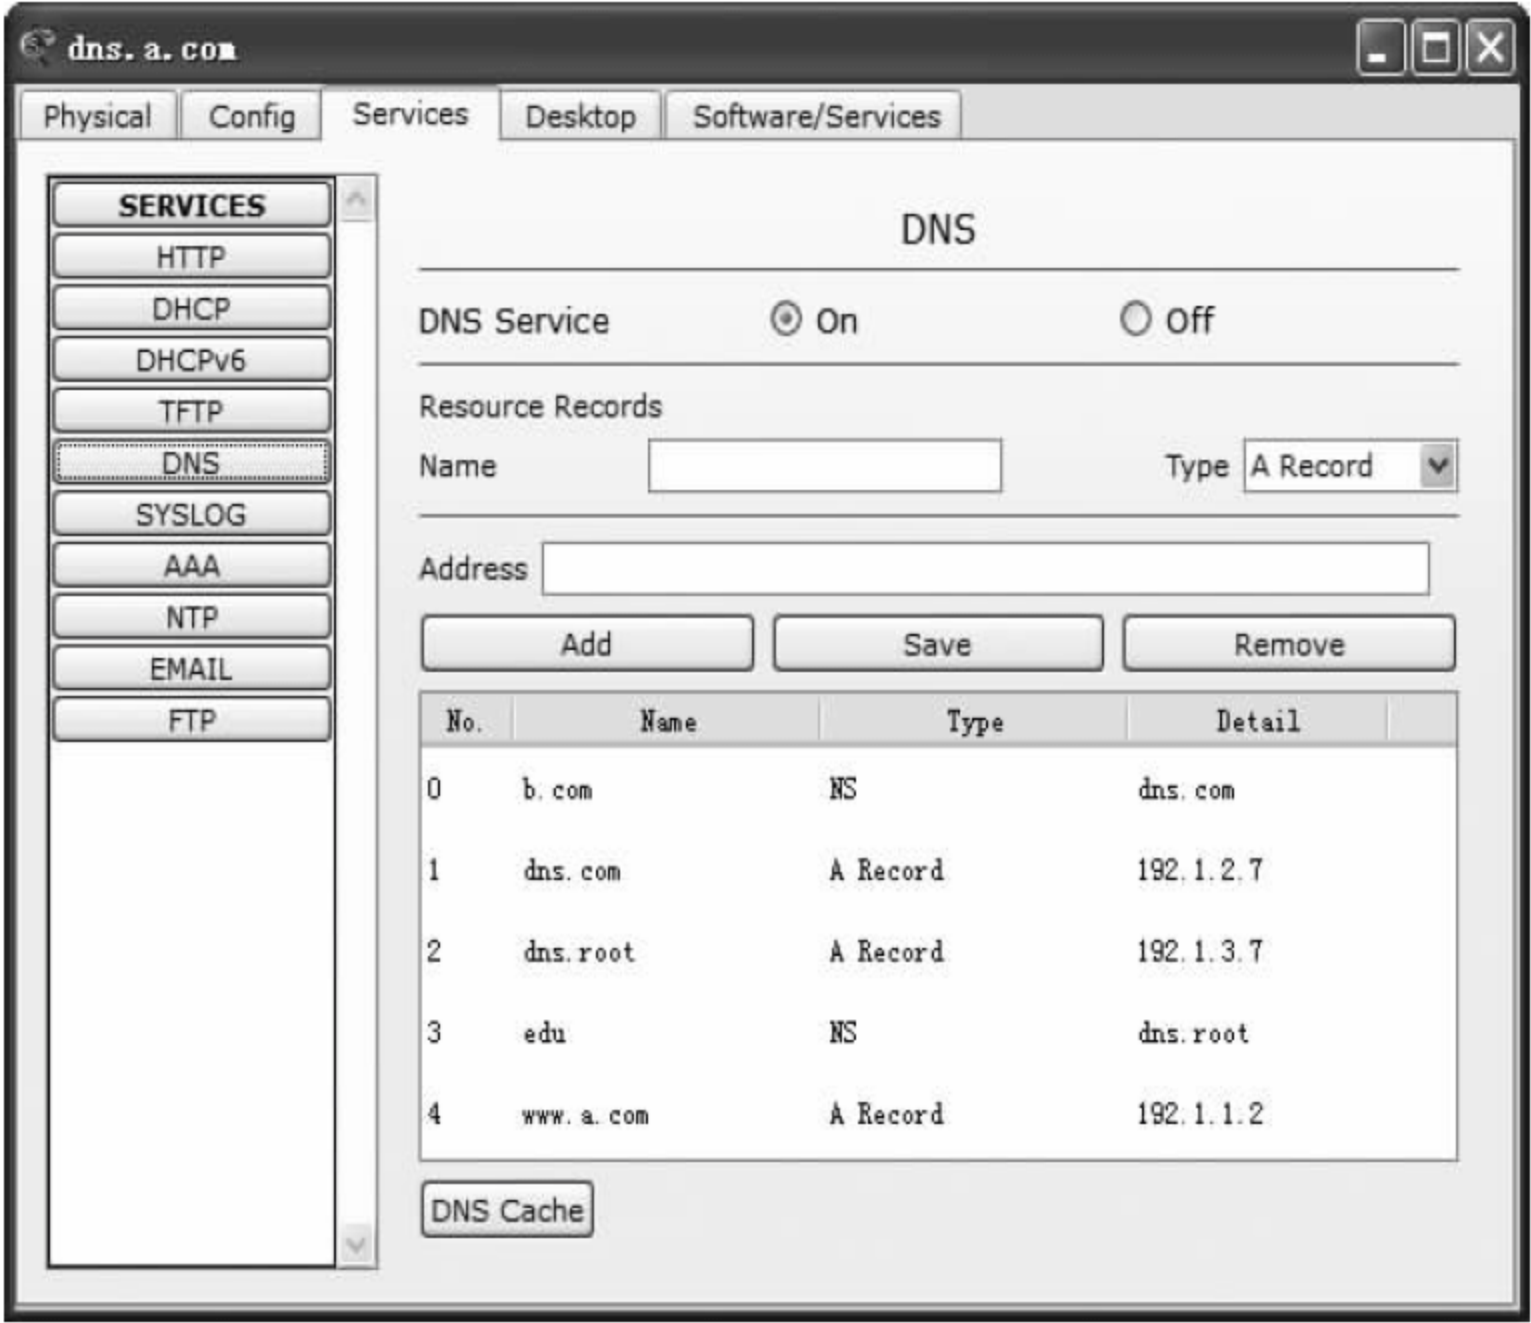 dns.a.com
Physical Config Services Desktop Software/Services
SERVICES
HTTP
DHCP
DHCPv6
TFTP
DNS
SYSLOG
AAA
NTP
EMAIL
FTP
DNS
DNS Service On Off
Resource Records
Name Type A Record
Address
Add Save Remove
No. Name Type Detail
0 b.com NS dns.com
1 dns.com A Record 192.1.2.7
2 dns.root A Record 192.1.3.7
3 edu NS dns.root
4 www.a.com A Record 192.1.1.2
DNS Cache